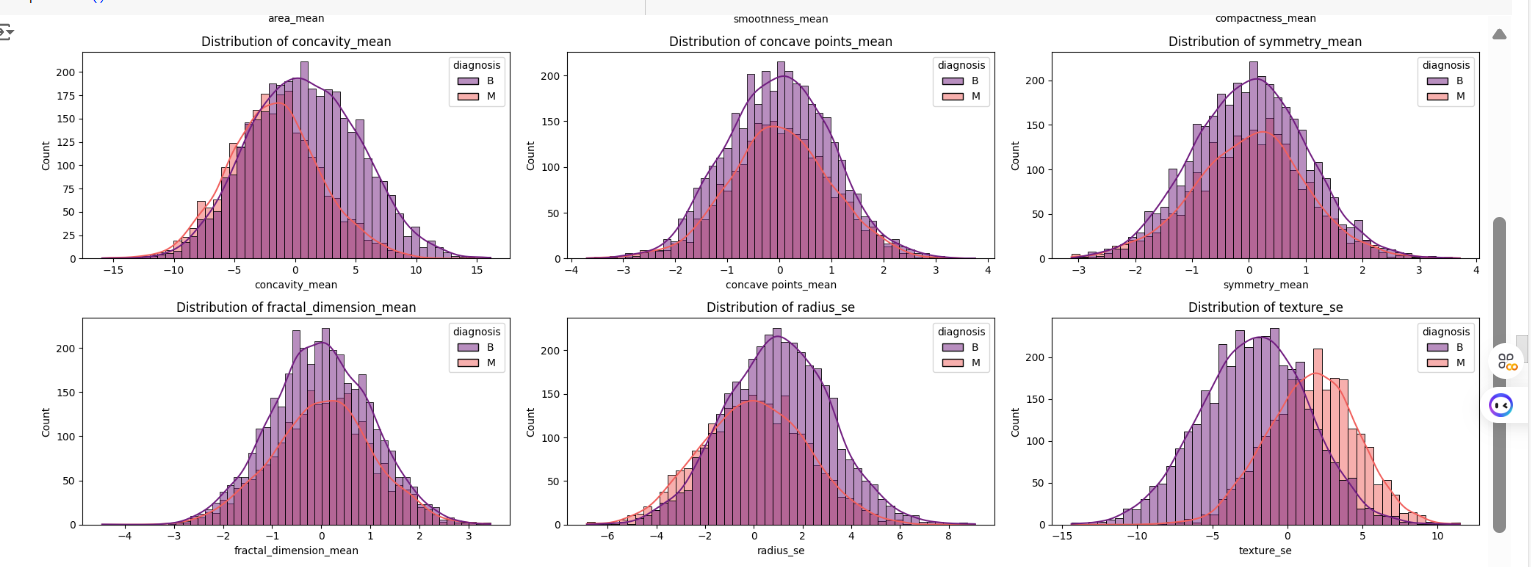 area_mean
smoothness_mean
compactness_mean
Distribution of concavity_mean
Count
200
175
150
125
100
75
50
25
0
diagnosis
B
M
−15 −10 −5 0 5 10 15
concavity_mean
Distribution of concave points_mean
Count
200
150
100
50
0
diagnosis
B
M
−4 −3 −2 −1 0 1 2 3 4
concave points_mean
Distribution of symmetry_mean
Count
200
150
100
50
0
diagnosis
B
M
−3 −2 −1 0 1 2 3 4
symmetry_mean
Distribution of fractal_dimension_mean
Count
200
150
100
50
0
diagnosis
B
M
−4 −3 −2 −1 0 1 2 3
fractal_dimension_mean
Distribution of radius_se
Count
200
150
100
50
0
diagnosis
B
M
−6 −4 −2 0 2 4 6 8
radius_se
Distribution of texture_se
Count
200
150
100
50
0
diagnosis
B
M
−15 −10 −5 0 5 10
texture_se